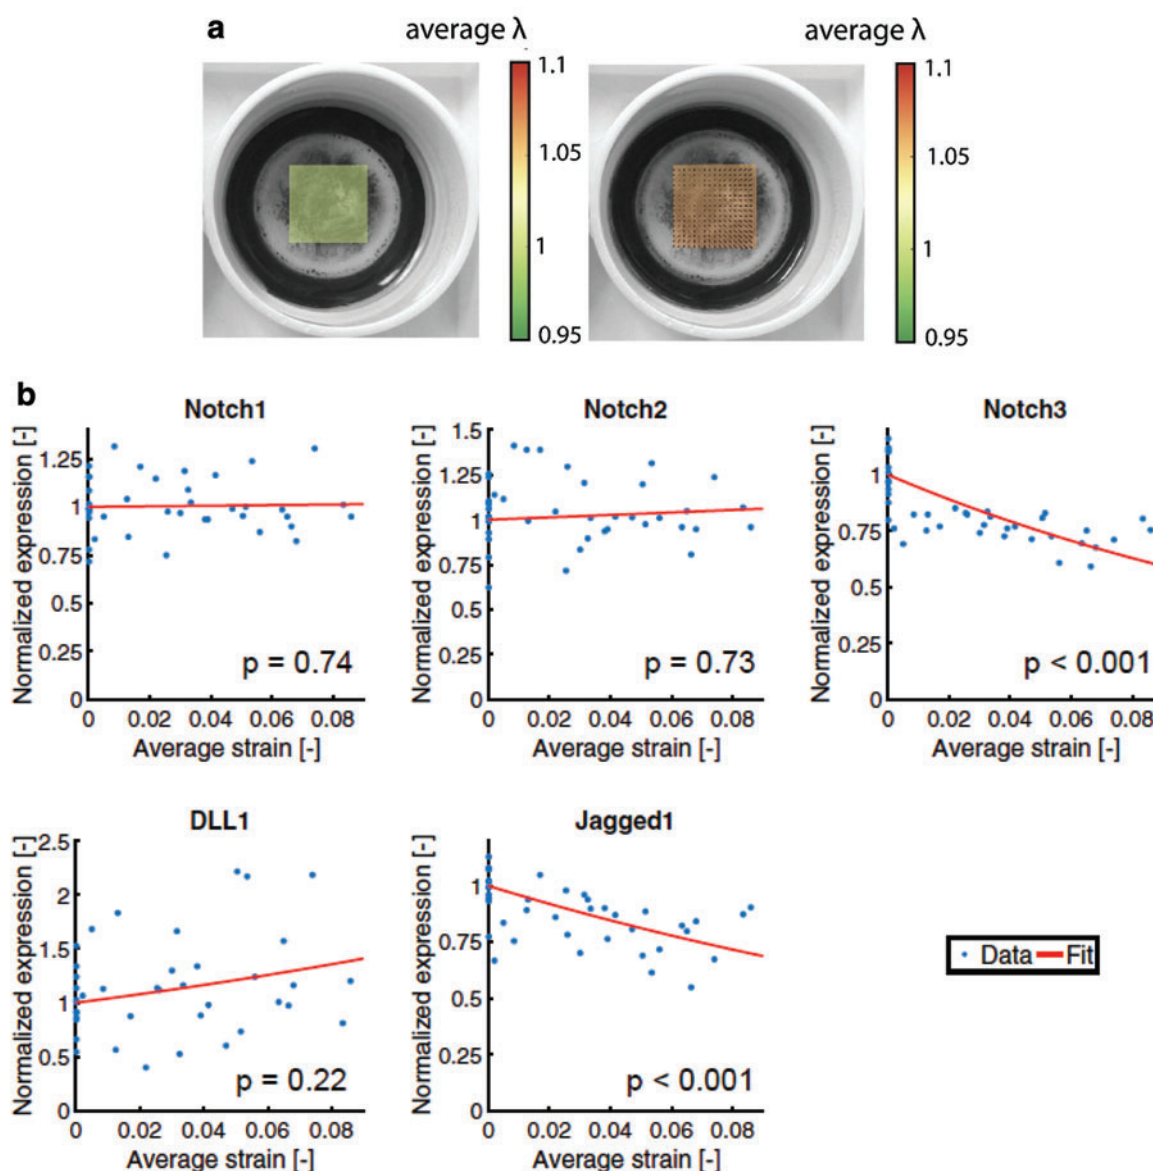 a
average λ
average λ
1.1
1.05
1
0.95
1.1
1.05
1
0.95
b
Notch1
Normalized expression [-]
1.25
1
0.75
0.5
0.25
0
p = 0.74
0 0.02 0.04 0.06 0.08
Average strain [-]
Notch2
Normalized expression [-]
1.5
1.25
1
0.75
0.5
0.25
0
p = 0.73
0 0.02 0.04 0.06 0.08
Average strain [-]
Notch3
Normalized expression [-]
1
0.75
0.5
0.25
0
p < 0.001
0 0.02 0.04 0.06 0.08
Average strain [-]
DLL1
Normalized expression [-]
2.5
2
1.5
1
0.5
0
p = 0.22
0 0.02 0.04 0.06 0.08
Average strain [-]
Jagged1
Normalized expression [-]
1
0.75
0.5
0.25
0
p < 0.001
0 0.02 0.04 0.06 0.08
Average strain [-]
Data Fit